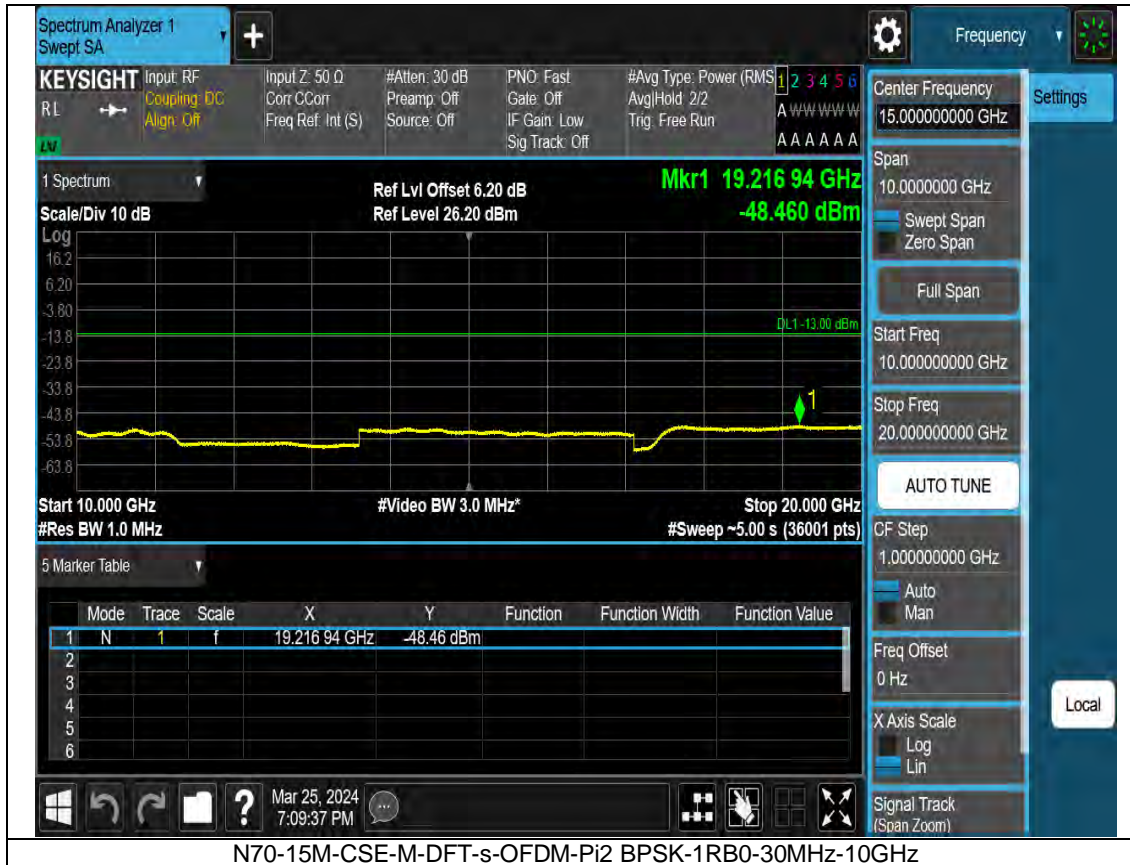 Spectrum Analyzer 1
Swept SA
+
Frequency
KEYSIGHT
RL
LXI
Input: RF
Coupling: DC
Align: Off
Input Z: 50 Ω
Corr CCorr
Freq Ref: Int (S)
#Atten: 30 dB
Preamp: Off
Source: Off
PNO: Fast
Gate: Off
IF Gain: Low
Sig Track: Off
#Avg Type: Power (RMS
Avg|Hold: 2/2
Trig: Free Run
1 2 3 4 5 6
A W W W W W
A A A A A A
1 Spectrum
Scale/Div 10 dB
Log
Ref Lvl Offset 6.20 dB
Ref Level 26.20 dBm
Mkr1 19.216 94 GHz
-48.460 dBm
16.2
6.20
-3.80
-13.8
-23.8
-33.8
-43.8
-53.8
-63.8
DL1 -13.00 dBm
1
Start 10.000 GHz
#Res BW 1.0 MHz
#Video BW 3.0 MHz*
Stop 20.000 GHz
#Sweep ~5.00 s (36001 pts)
5 Marker Table
Mode Trace Scale X Y Function Function Width Function Value
1 N 1 f 19.216 94 GHz -48.46 dBm
2
3
4
5
6
Mar 25, 2024
7:09:37 PM
?
Center Frequency
15.000000000 GHz
Settings
Span
10.0000000 GHz
Swept Span
Zero Span
Full Span
Start Freq
10.000000000 GHz
Stop Freq
20.000000000 GHz
AUTO TUNE
CF Step
1.000000000 GHz
Auto
Man
Freq Offset
0 Hz
X Axis Scale
Log
Lin
Local
Signal Track
(Span Zoom)
N70-15M-CSE-M-DFT-s-OFDM-Pi2 BPSK-1RB0-30MHz-10GHz